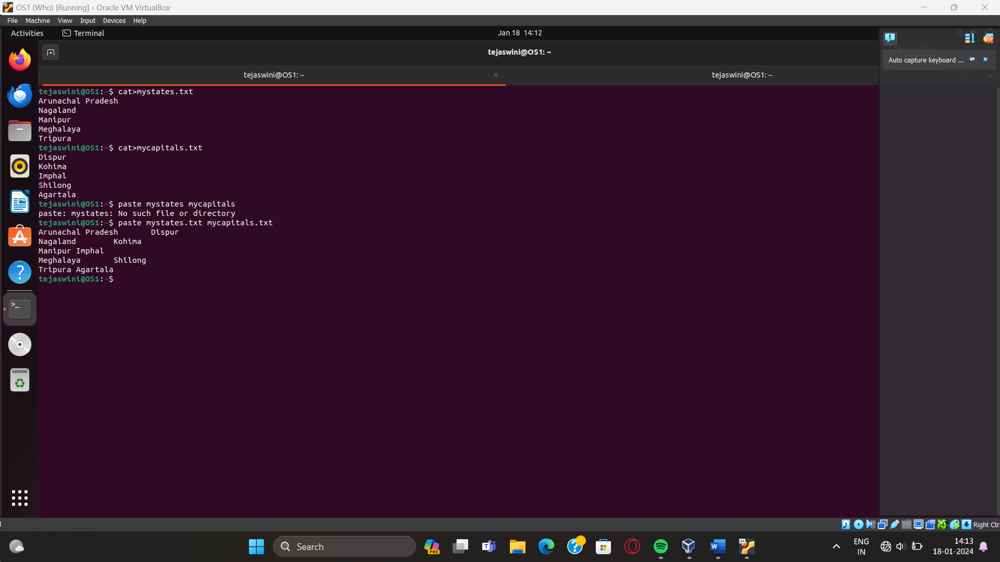 OS1 (Who) [Running] - Oracle VM VirtualBox
File Machine View Input Devices Help
Activities Terminal Jan 18 14:12
tejaswini@OS1: ~
Auto capture keyboard ...
tejaswini@OS1: ~ × tejaswini@OS1: ~
tejaswini@OS1:~$ cat>mystates.txt
Arunachal Pradesh
Nagaland
Manipur
Meghalaya
Tripura
tejaswini@OS1:~$ cat>mycapitals.txt
Dispur
Kohima
Imphal
Shilong
Agartala
tejaswini@OS1:~$ paste mystates mycapitals
paste: mystates: No such file or directory
tejaswini@OS1:~$ paste mystates.txt mycapitals.txt
Arunachal Pradesh       Dispur
Nagaland        Kohima
Manipur Imphal
Meghalaya       Shilong
Tripura Agartala
tejaswini@OS1:~$
Right Ctr
Search
PRE
64
ENG
IN
14:13
18-01-2024